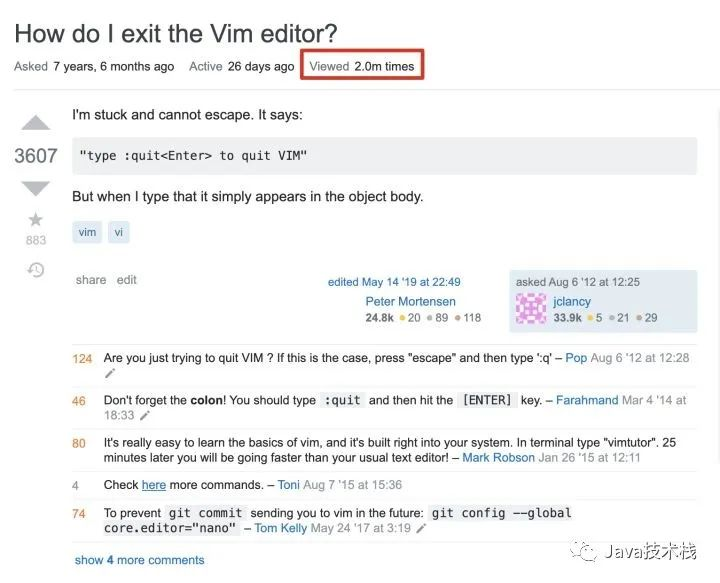 How do I exit the Vim editor?
Asked 7 years, 6 months ago Active 26 days ago Viewed 2.0m times
I'm stuck and cannot escape. It says:
3607
"type :quit<Enter> to quit VIM"
But when I type that it simply appears in the object body.
883
vim vi
share edit
edited May 14 '19 at 22:49
Peter Mortensen
24.8k 20 89 118
asked Aug 6 '12 at 12:25
jclancy
33.9k 5 21 29
124 Are you just trying to quit VIM ? If this is the case, press "escape" and then type ':q' – Pop Aug 6 '12 at 12:28
46 Don't forget the colon! You should type :quit and then hit the [ENTER] key. – Farahmand Mar 4 '14 at
18:33
80 It's really easy to learn the basics of vim, and it's built right into your system. In terminal type "vimtutor". 25
minutes later you will be going faster than your usual text editor! – Mark Robson Jan 26 '15 at 12:11
4 Check here more commands. – Toni Aug 7 '15 at 15:36
74 To prevent git commit sending you to vim in the future: git config --global
core.editor="nano" – Tom Kelly May 24 '17 at 3:19
show 4 more comments
Java技术栈